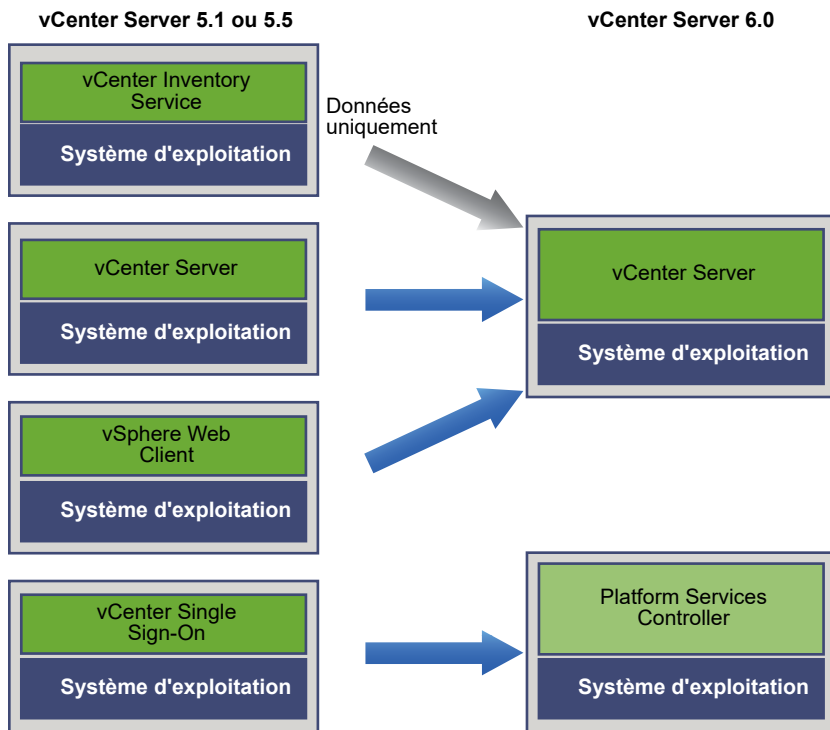 vCenter Server 5.1 ou 5.5
vCenter Server 6.0
vCenter Inventory
Service
Système d'exploitation
Données
uniquement
vCenter Server
Système d'exploitation
vCenter Server
Système d'exploitation
vSphere Web
Client
Système d'exploitation
vCenter Single
Sign-On
Système d'exploitation
Platform Services
Controller
Système d'exploitation